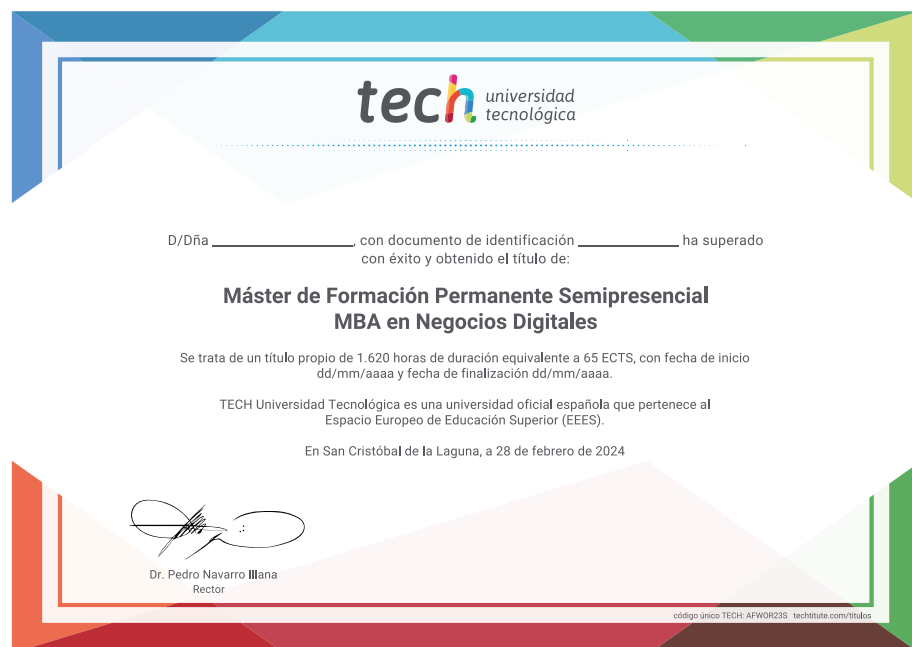 tech universidad
tecnológica
D/Dña ____________________, con documento de identificación ______________ ha superado
con éxito y obtenido el título de:
Máster de Formación Permanente Semipresencial
MBA en Negocios Digitales
Se trata de un título propio de 1.620 horas de duración equivalente a 65 ECTS, con fecha de inicio
dd/mm/aaaa y fecha de finalización dd/mm/aaaa.
TECH Universidad Tecnológica es una universidad oficial española que pertenece al
Espacio Europeo de Educación Superior (EEES).
En San Cristóbal de la Laguna, a 28 de febrero de 2024
Dr. Pedro Navarro Illana
Rector
código único TECH: AFWOR23S techtitute.com/titulos